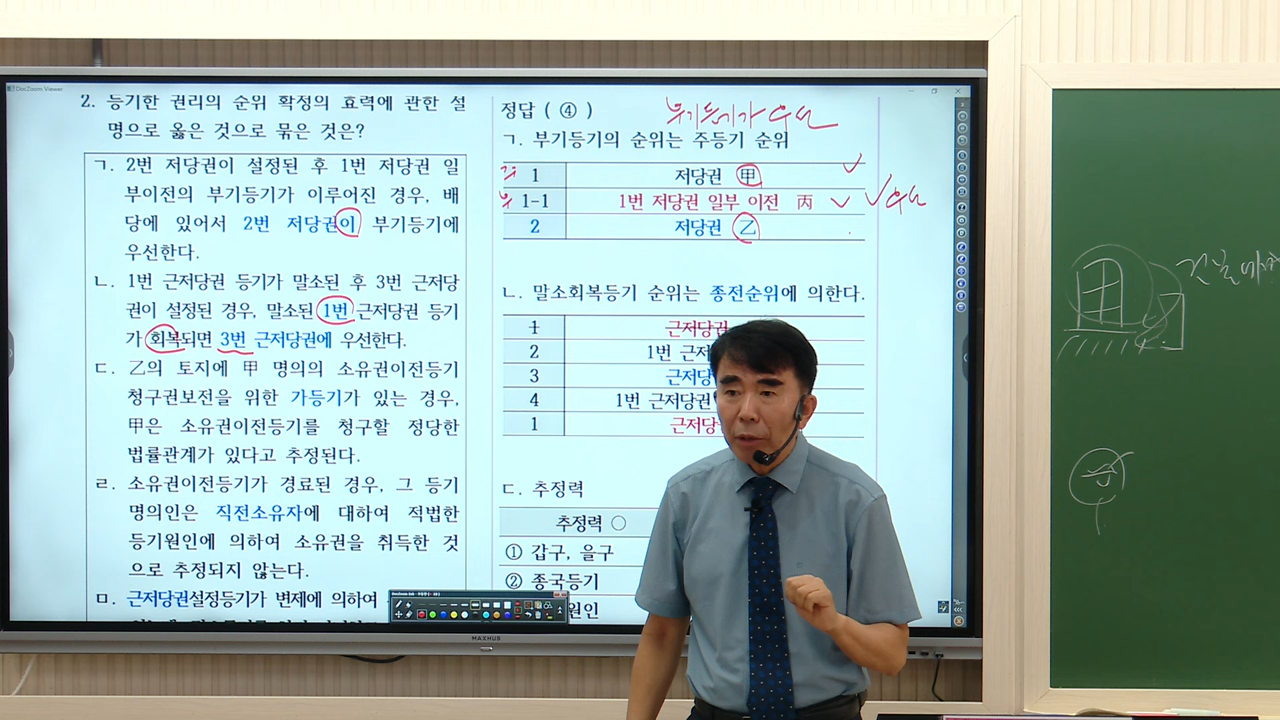 DocZoom Viewer
2. 등기한 권리의 순위 확정의 효력에 관한 설
명으로 옳은 것으로 묶은 것은?
ㄱ. 2번 저당권이 설정된 후 1번 저당권 일
부이전의 부기등기가 이루어진 경우, 배
당에 있어서 2번 저당권이 부기등기에
우선한다.
ㄴ. 1번 근저당권 등기가 말소된 후 3번 근저당
권이 설정된 경우, 말소된 1번 근저당권 등기
가 회복되면 3번 근저당권에 우선한다.
ㄷ. 乙의 토지에 甲 명의의 소유권이전등기
청구권보전을 위한 가등기가 있는 경우,
甲은 소유권이전등기를 청구할 정당한
법률관계가 있다고 추정된다.
ㄹ. 소유권이전등기가 경료된 경우, 그 등기
명의인은 직전소유자에 대하여 적법한
등기원인에 의하여 소유권을 취득한 것
으로 추정되지 않는다.
ㅁ. 근저당권설정등기가 변제에 의하여
정답 ( ④ )
부기등기가 우선
ㄱ. 부기등기의 순위는 주등기 순위
주 1 저당권 甲
부 1-1 1번 저당권 일부 이전 丙 우선
2 저당권 乙
ㄴ. 말소회복등기 순위는 종전순위에 의한다.
1 근저당권
2 1번 근저
3 근저당
4 1번 근저당권
1 근저당
ㄷ. 추정력
추정력 ○
① 갑구, 을구
② 종국등기
원인
MAXHUB
甲